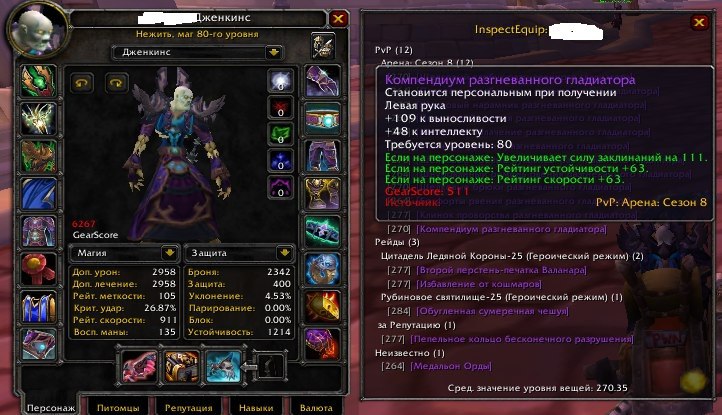 Дженкинс
Нежить, маг 80-го уровня
Дженкинс
0
0
0
0
0
6267
GearScore
Магия
Доп. урон: 2958
Доп. лечение: 2958
Рейт. меткости: 105
Крит. удар: 26.87%
Рейт. скорости: 911
Восп. маны: 135
Защита
Броня: 2342
Защита: 400
Уклонение: 4.53%
Парирование: 0.00%
Блок: 0.00%
Устойчивость: 1214
Персонаж
Питомцы
Репутация
Навыки
Валюта
InspectEquip:
PvP (12)
Арена: Сезон 8 (12)
Компендиум разгневанного гладиатора
Становится персональным при получении
Левая рука
+109 к выносливости
+48 к интеллекту
Требуется уровень: 80
Если на персонаже: Увеличивает силу заклинаний на 111.
Если на персонаже: Рейтинг устойчивости +63.
Если на персонаже: Рейтинг скорости +63.
GearScore: 511
Источник: PvP: Арена: Сезон 8
[270] [Компендиум разгневанного гладиатора]
Рейды (3)
Цитадель Ледяной Короны-25 (Героический режим) (2)
[277] [Второй перстень-печатка Валанара]
[277] [Избавление от кошмаров]
Рубиновое святилище-25 (Героический режим) (1)
[284] [Обугленная сумеречная чешуя]
за Репутацию (1)
[277] [Пепельное кольцо бесконечного разрушения]
Неизвестно (1)
[264] [Медальон Орды]
Сред. значение уровня вещей: 270.35